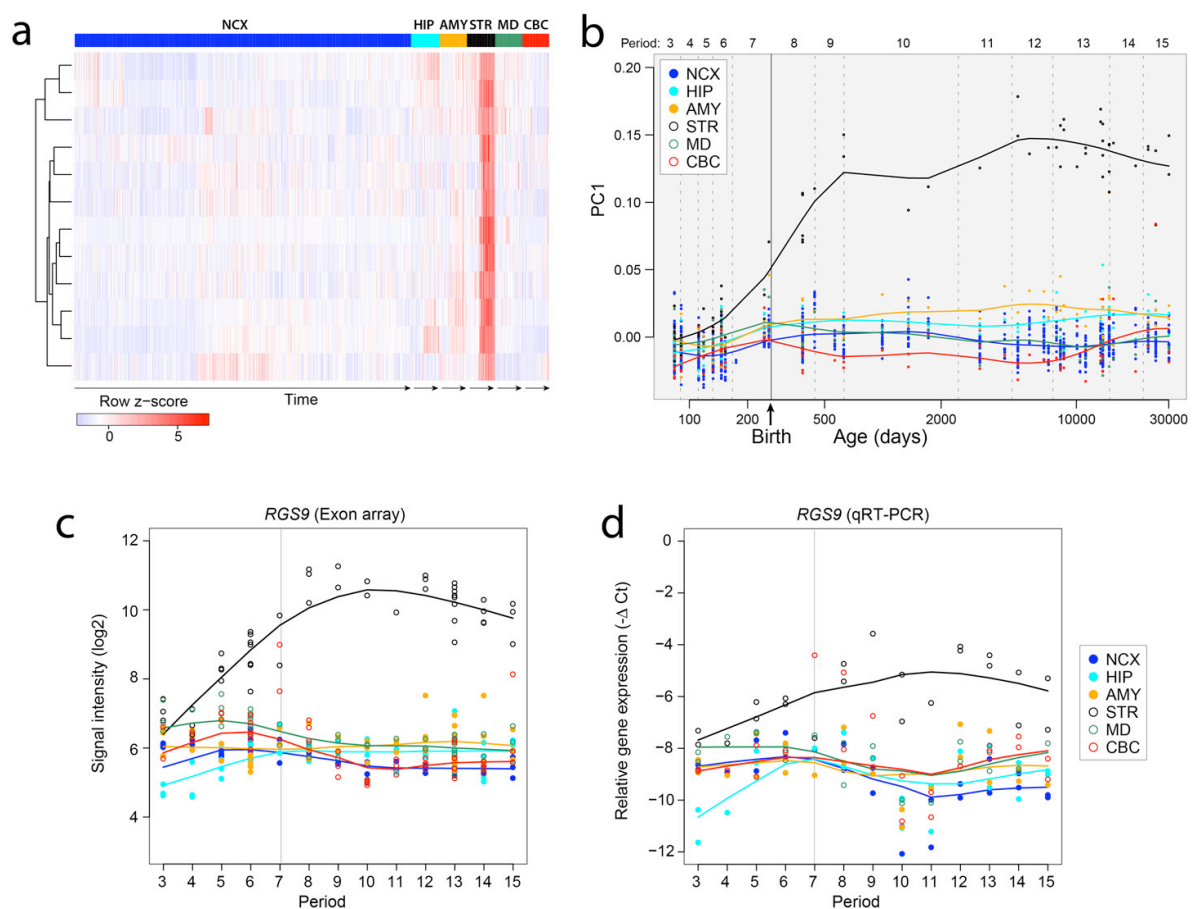 a
NCX HIP AMY STR MD CBC
Row z-score
0 5
Time
b
Period: 3 4 5 6 7 8 9 10 11 12 13 14 15
0.20
0.15
0.10
0.05
0.00
PC1
NCX
HIP
AMY
STR
MD
CBC
100 200 500 2000 10000 30000
Birth Age (days)
c
RGS9 (Exon array)
12
10
8
6
4
Signal intensity (log2)
3 4 5 6 7 8 9 10 11 12 13 14 15
Period
d
RGS9 (qRT-PCR)
0
−2
−4
−6
−8
−10
−12
Relative gene expression (-Δ Ct)
3 4 5 6 7 8 9 10 11 12 13 14 15
Period
NCX
HIP
AMY
STR
MD
CBC